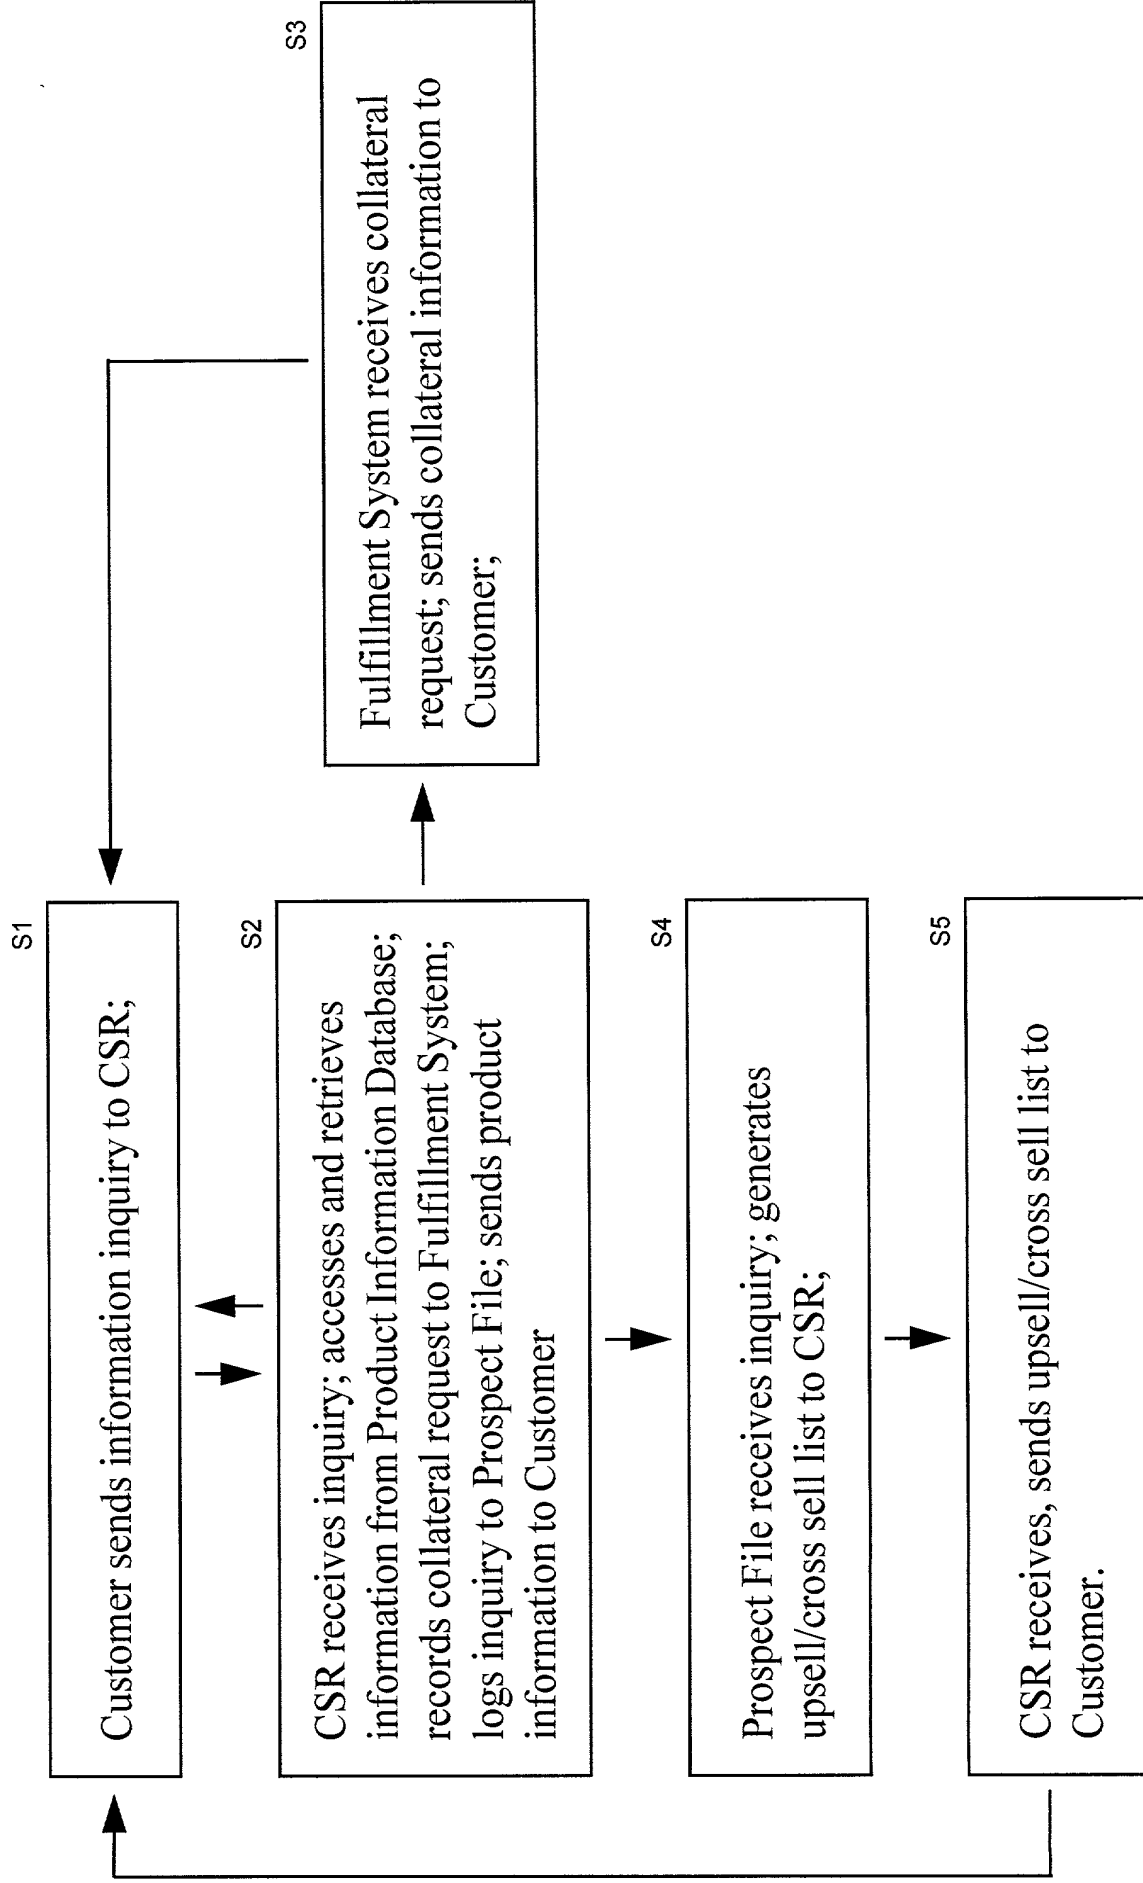 S1
Customer sends information inquiry to CSR;
S2
CSR receives inquiry; accesses and retrieves
information from Product Information Database;
records collateral request to Fulfillment System;
logs inquiry to Prospect File; sends product
information to Customer
S3
Fulfillment System receives collateral
request; sends collateral information to
Customer;
S4
Prospect File receives inquiry; generates
upsell/cross sell list to CSR;
S5
CSR receives, sends upsell/cross sell list to
Customer.